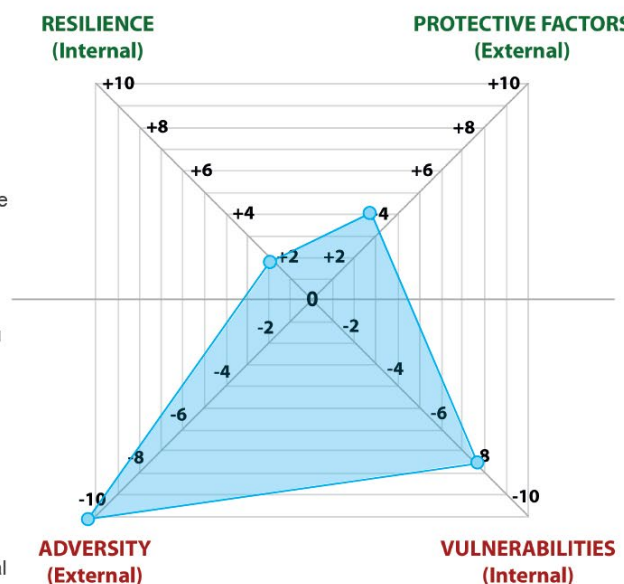 RESILIENCE
(Internal)
PROTECTIVE FACTORS
(External)
+10
+10
+8
+8
+6
+6
+4
4
+2
+2
0
-2
-2
-4
-4
-6
-6
-8
8
-10
-10
ADVERSITY
(External)
VULNERABILITIES
(Internal)